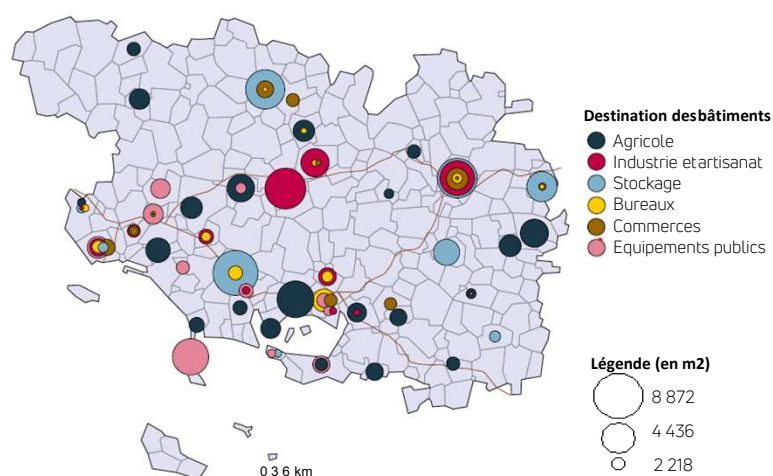 Destination desbâtiments
Agricole
Industrie etartisanat
Stockage
Bureaux
Commerces
Equipements publics
Légende (en m2)
8 872
4 436
2 218
0 3 6 km